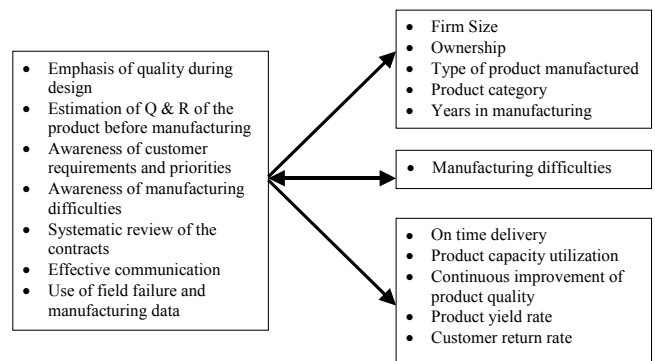 • Emphasis of quality during
design
• Estimation of Q & R of the
product before manufacturing
• Awareness of customer
requirements and priorities
• Awareness of manufacturing
difficulties
• Systematic review of the
contracts
• Effective communication
• Use of field failure and
manufacturing data
• Firm Size
• Ownership
• Type of product manufactured
• Product category
• Years in manufacturing
• Manufacturing difficulties
• On time delivery
• Product capacity utilization
• Continuous improvement of
product quality
• Product yield rate
• Customer return rate